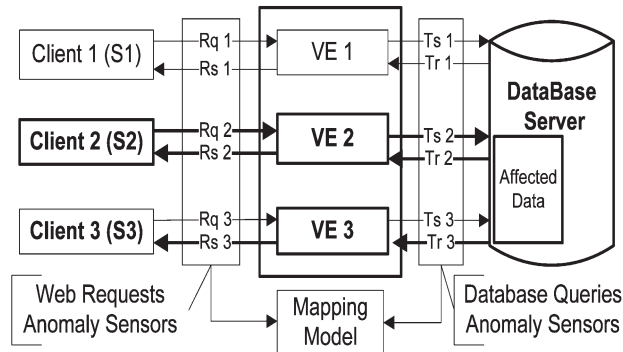 Client 1 (S1)
Rq 1
Rs 1
VE 1
Ts 1
Tr 1
DataBase
Server
Client 2 (S2)
Rq 2
Rs 2
VE 2
Ts 2
Tr 2
Affected
Data
Client 3 (S3)
Rq 3
Rs 3
VE 3
Ts 3
Tr 3
Web Requests
Anomaly Sensors
Mapping
Model
Database Queries
Anomaly Sensors